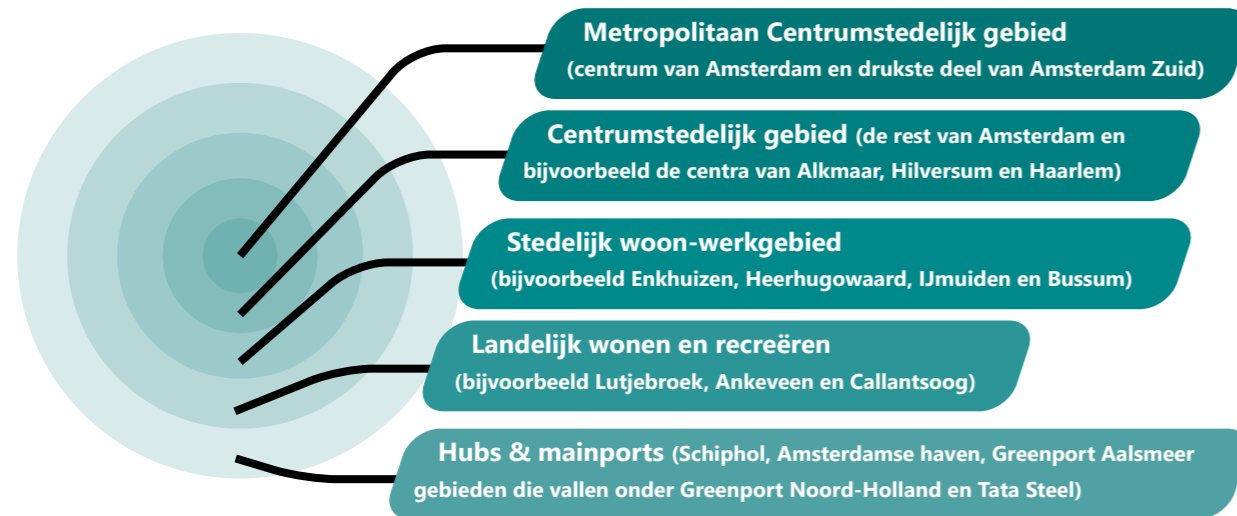 Metropolitaan Centrumstedelijk gebied
(centrum van Amsterdam en drukste deel van Amsterdam Zuid)
Centrumstedelijk gebied (de rest van Amsterdam en
bijvoorbeeld de centra van Alkmaar, Hilversum en Haarlem)
Stedelijk woon-werkgebied
(bijvoorbeeld Enkhuizen, Heerhugowaard, IJmuiden en Bussum)
Landelijk wonen en recreëren
(bijvoorbeeld Lutjebroek, Ankeveen en Callantsoog)
Hubs & mainports (Schiphol, Amsterdamse haven, Greenport Aalsmeer
gebieden die vallen onder Greenport Noord-Holland en Tata Steel)